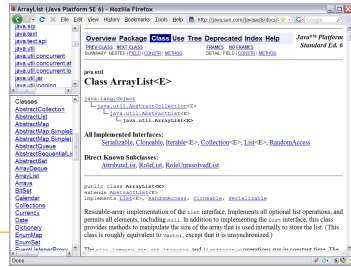 ArrayList (Java Platform SE 6) - Mozilla Firefox
File Edit View History Bookmarks Tools Help
http://java.sun.com/javase/6/docs/
java.sql
java.text
java.text.spi
java.util
java.util.concurrent
java.util.concurrent.at
java.util.concurrent.lo
java.util.jar
java.util.logging
Classes
AbstractCollection
AbstractList
AbstractMap
AbstractMap.SimpleE
AbstractMap.SimpleI
AbstractQueue
AbstractSequentialLis
AbstractSet
ArrayDeque
ArrayList
Arrays
BitSet
Calendar
Collections
Currency
Date
Dictionary
EnumMap
EnumSet
Overview Package Class Use Tree Deprecated Index Help
Java™ Platform
Standard Ed. 6
PREV CLASS NEXT CLASS
FRAMES NO FRAMES
SUMMARY: NESTED | FIELD | CONSTR | METHOD
DETAIL: FIELD | CONSTR | METHOD
java.util
Class ArrayList<E>
java.lang.Object
java.util.AbstractCollection<E>
java.util.AbstractList<E>
java.util.ArrayList<E>
All Implemented Interfaces:
Serializable, Cloneable, Iterable<E>, Collection<E>, List<E>, RandomAccess
Direct Known Subclasses:
AttributeList, RoleList, RoleUnresolvedList
public class ArrayList<E>
extends AbstractList<E>
implements List<E>, RandomAccess, Cloneable, Serializable
Resizable-array implementation of the List interface. Implements all optional list operations, and
permits all elements, including null. In addition to implementing the List interface, this class
provides methods to manipulate the size of the array that is used internally to store the list. (This
class is roughly equivalent to Vector, except that it is unsynchronized.)
Done